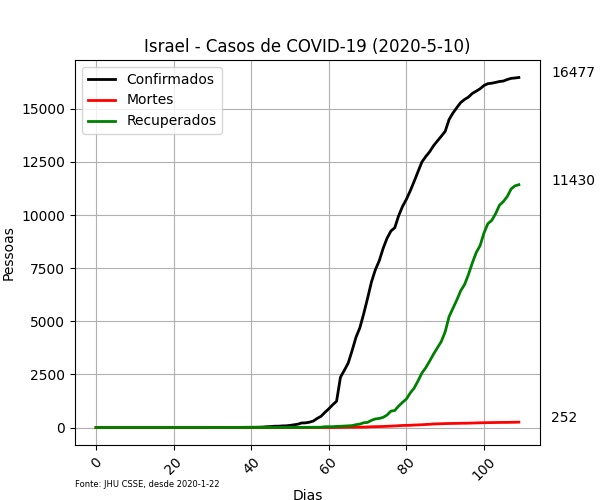 Israel - Casos de COVID-19 (2020-5-10)
Confirmados
Mortes
Recuperados
16477
11430
252
Pessoas
15000
12500
10000
7500
5000
2500
0
0 20 40 60 80 100
Dias
Fonte: JHU CSSE, desde 2020-1-22